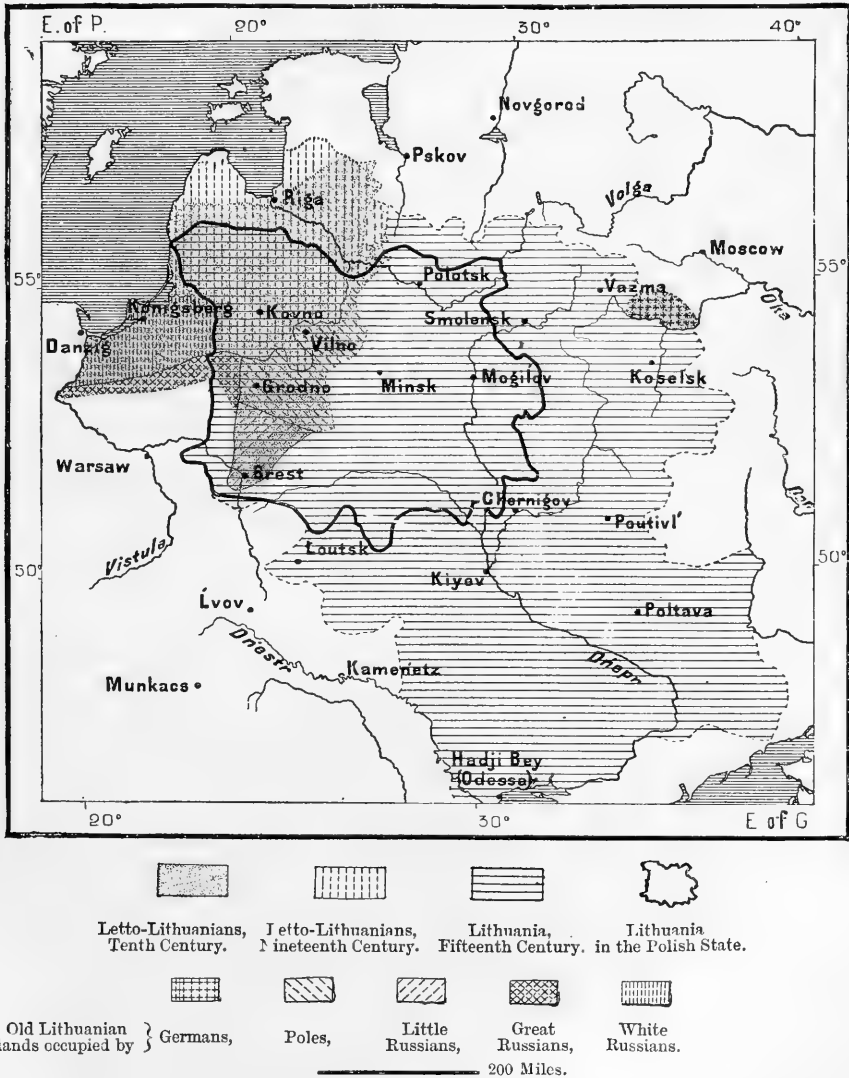 E. of P. 20° 30° 40°
Novgorod
Pskov
Riga
Volga
Moscow
55° 55°
Polotsk
Vazma
Oka
Königsberg
Kovno
Smolensk
Danzig
Vilno
Grodno
Minsk
Mogilov
Koselsk
Warsaw
Brest
Chernigov
Poutivl'
Vistula
Loutsk
50° 50°
Kiyev
Lvov
Poltava
Dnestr
Kamenetz
Dnepr
Munkacs
Hadji Bey
(Odessa)
20° 30° E. of G
Letto-Lithuanians, Letto-Lithuanians, Lithuania, Lithuania
Tenth Century. Nineteenth Century. Fifteenth Century. in the Polish State.
Old Lithuanian
lands occupied by } Germans, Poles, Little Great White
Russians, Russians, Russians.
200 Miles.